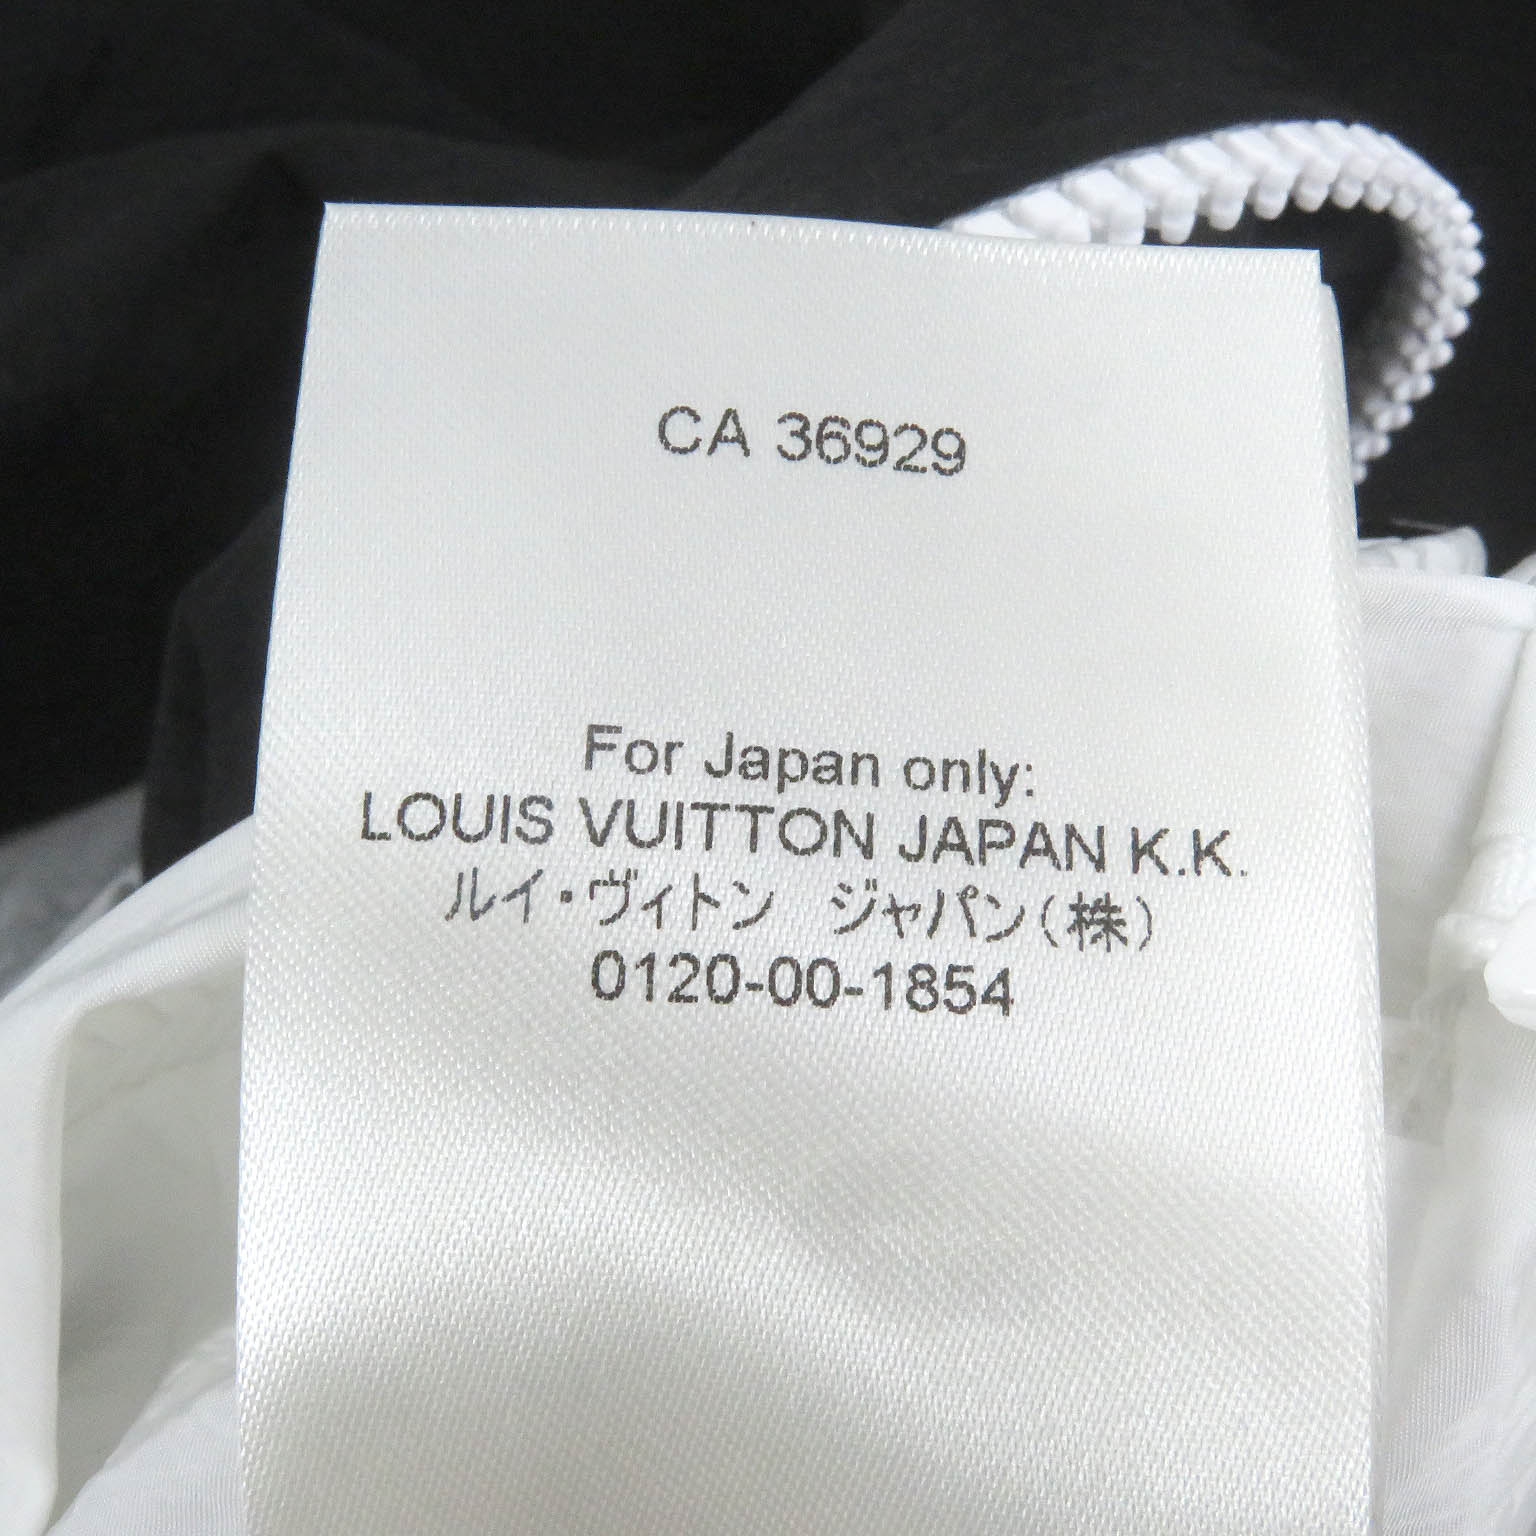 CA 36929
For Japan only:
LOUIS VUITTON JAPAN K.K.
ルイ・ヴィトン ジャパン(株)
0120-00-1854